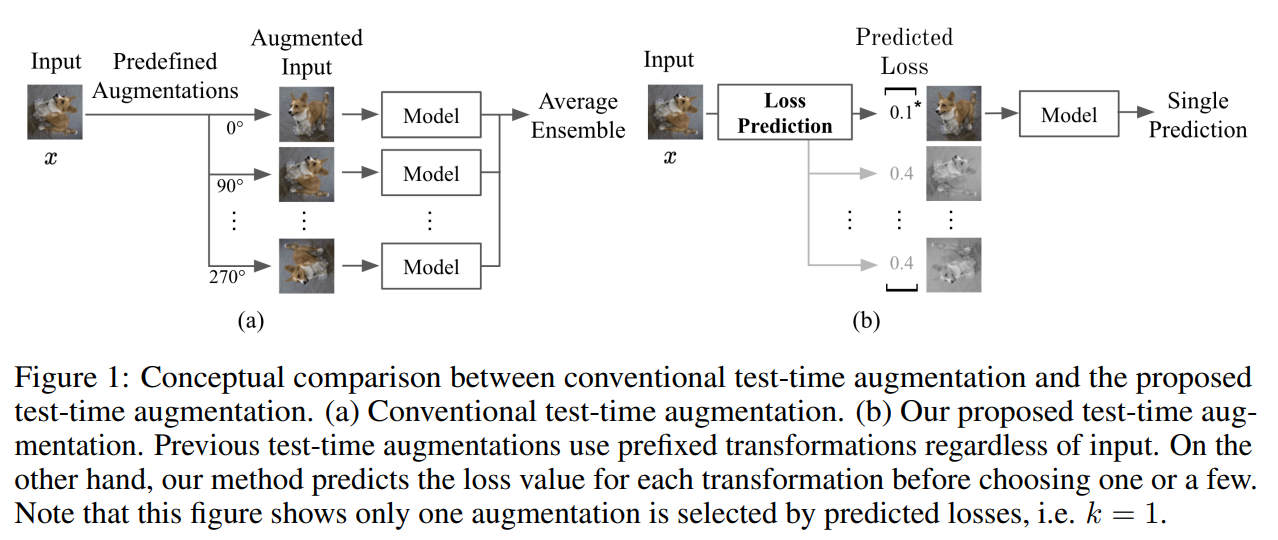 Input
Predefined
Augmentations
Augmented
Input
x
0°
90°
270°
Model
Model
Model
Average
Ensemble
(a)
Input
x
Loss
Prediction
Predicted
Loss
0.1*
0.4
0.4
Model
Single
Prediction
(b)
Figure 1: Conceptual comparison between conventional test-time augmentation and the proposed
test-time augmentation. (a) Conventional test-time augmentation. (b) Our proposed test-time aug-
mentation. Previous test-time augmentations use prefixed transformations regardless of input. On the
other hand, our method predicts the loss value for each transformation before choosing one or a few.
Note that this figure shows only one augmentation is selected by predicted losses, i.e. k = 1.